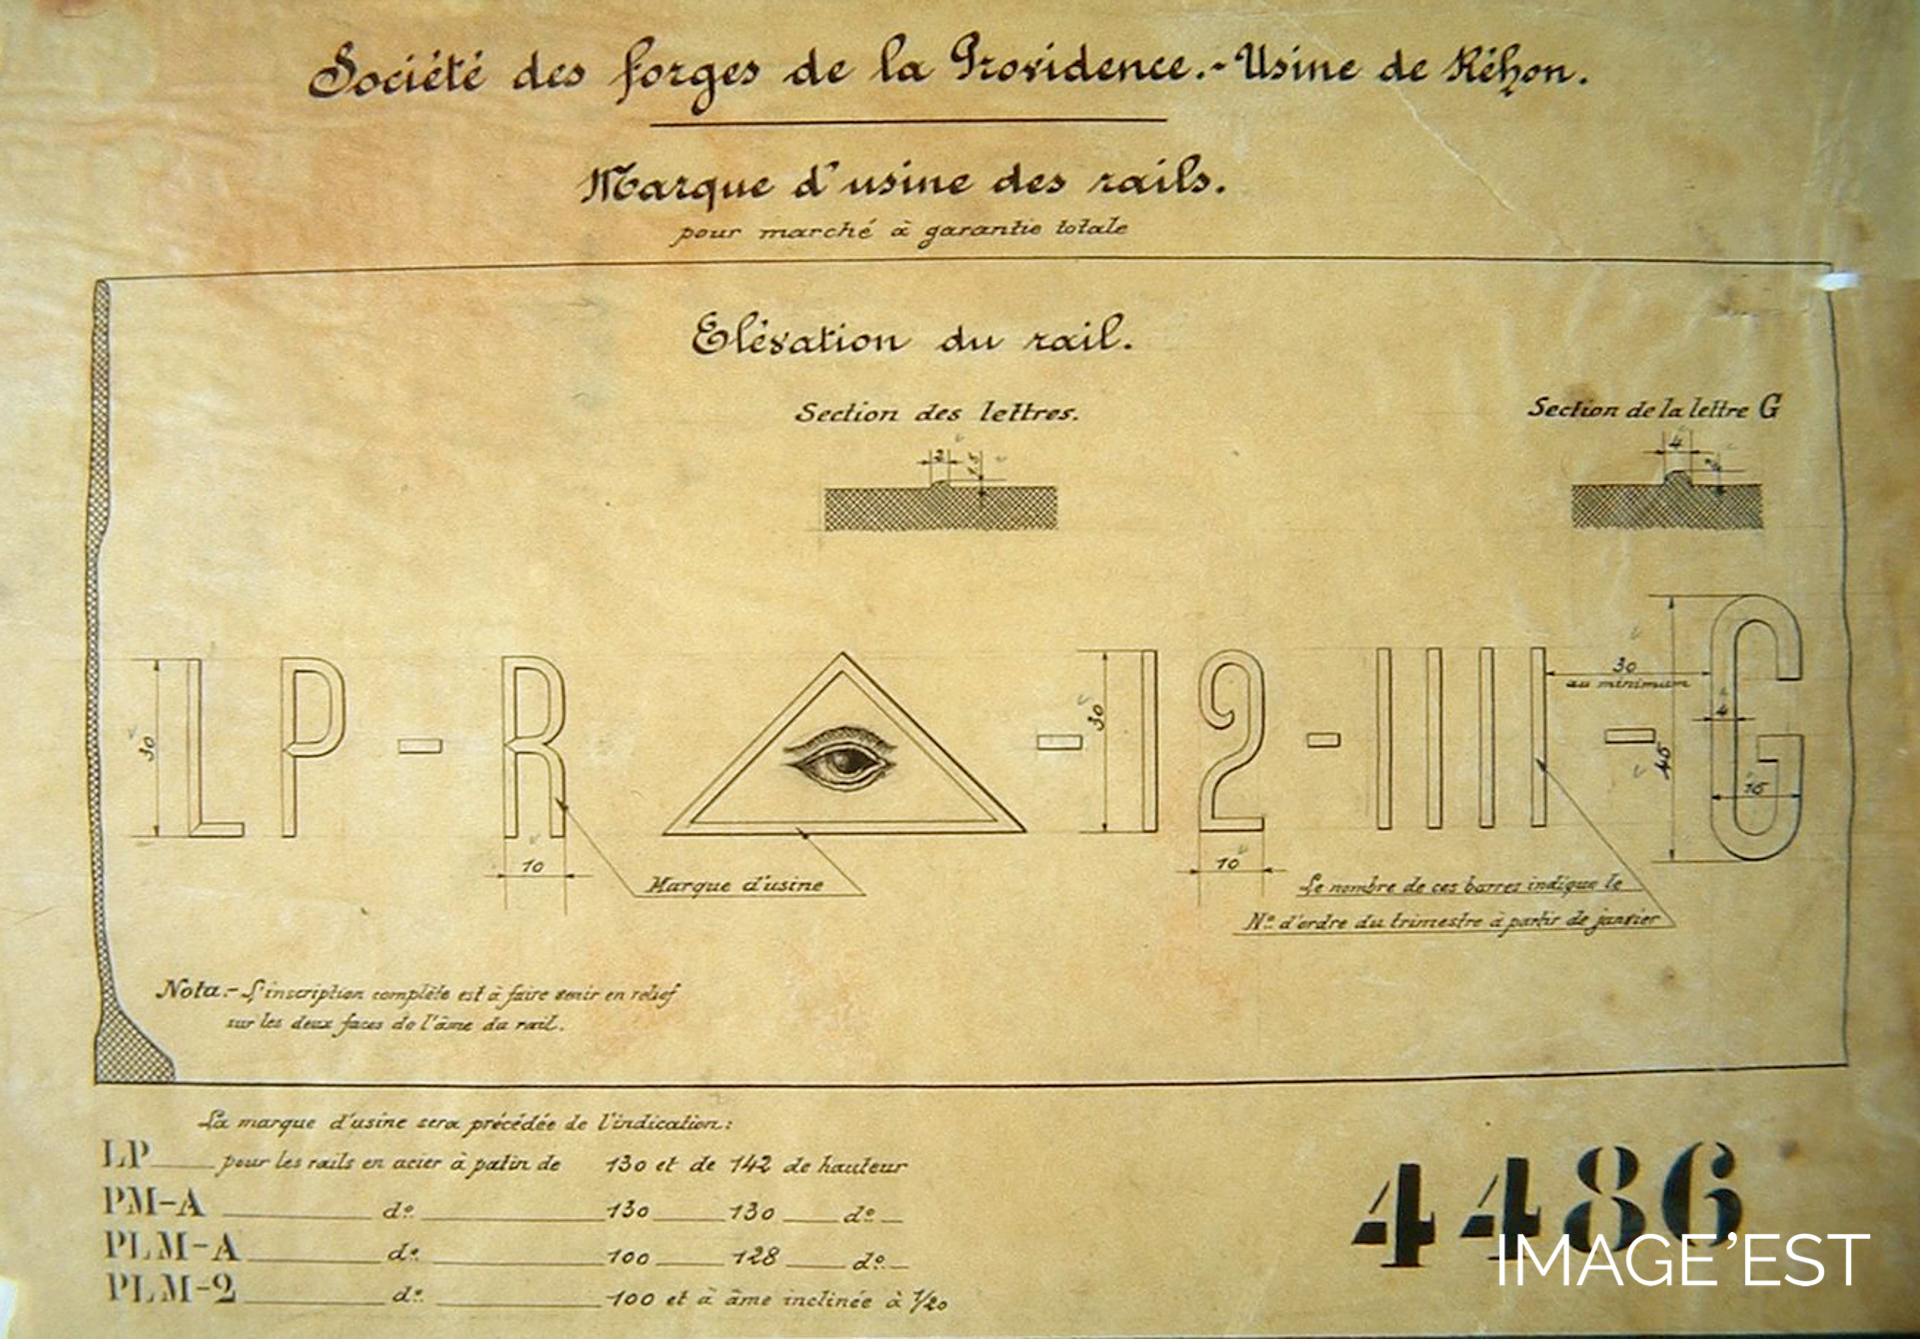 Société des forges de la Providence.- Usine de Réhon.
Marque d'usine des rails.
pour marché à garantie totale
Elévation du rail.
Section des lettres.
Section de la lettre G
2
1.5
4
LP - R - 12 - IIII - G
30
30
30
au minimum
4
45
15
10
10
Marque d'usine
Le nombre de ces barres indique le
N° d'ordre du trimestre à partir de janvier
Nota.- L'inscription complète est à faire venir en relief
sur les deux faces de l'âme du rail.
La marque d'usine sera précédée de l'indication:
LP pour les rails en acier à patin de 130 et de 142 de hauteur
PM-A d° 130 130 d°
PLM-A d° 100 128 d°
PLM-2 d° 100 et à âme inclinée à 1/20
4486
IMAGE'EST